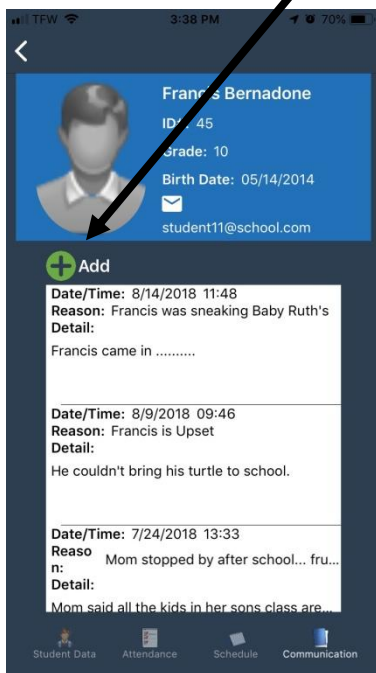 TFW 3:38 PM 70%
Francis Bernadone
ID#: 45
Grade: 10
Birth Date: 05/14/2014
student11@school.com
Add
Date/Time: 8/14/2018 11:48
Reason: Francis was sneaking Baby Ruth's
Detail:
Francis came in ..........
Date/Time: 8/9/2018 09:46
Reason: Francis is Upset
Detail:
He couldn't bring his turtle to school.
Date/Time: 7/24/2018 13:33
Reaso
n: Mom stopped by after school... fru...
Detail:
Mom said all the kids in her sons class are...
Student Data Attendance Schedule Communication